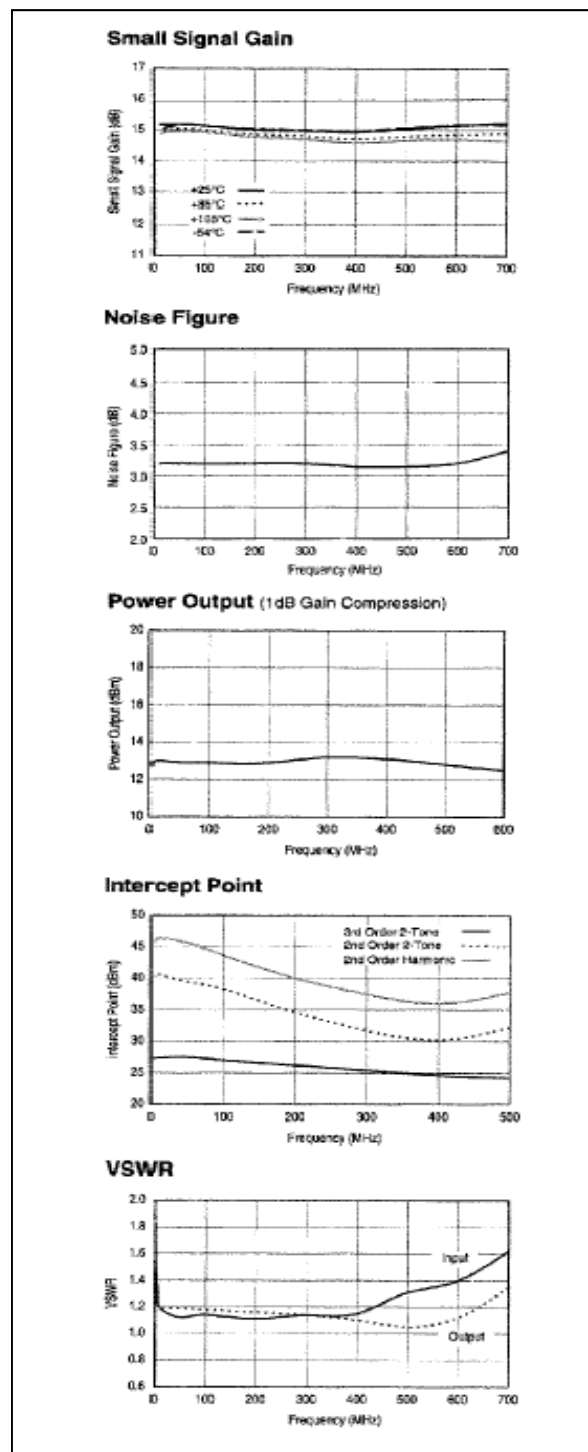 Small Signal Gain
17
16
15
14
13
12
11
Small Signal Gain (dB)
+25°C
+85°C
+100°C
-54°C
0 100 200 300 400 500 600 700
Frequency (MHz)
Noise Figure
5.0
4.5
4.0
3.5
3.0
2.5
2.0
Noise Figure (dB)
0 100 200 300 400 500 600 700
Frequency (MHz)
Power Output (1dB Gain Compression)
20
18
16
14
12
10
Power Output (dBm)
0 100 200 300 400 500 600
Frequency (MHz)
Intercept Point
50
45
40
35
30
25
20
Intercept Point (dBm)
3rd Order 2-Tone
2nd Order 2-Tone
2nd Order Harmonic
0 100 200 300 400 500
Frequency (MHz)
VSWR
2.0
1.8
1.6
1.4
1.2
1.0
0.8
0.6
VSWR
Input
Output
0 100 200 300 400 500 600 700
Frequency (MHz)